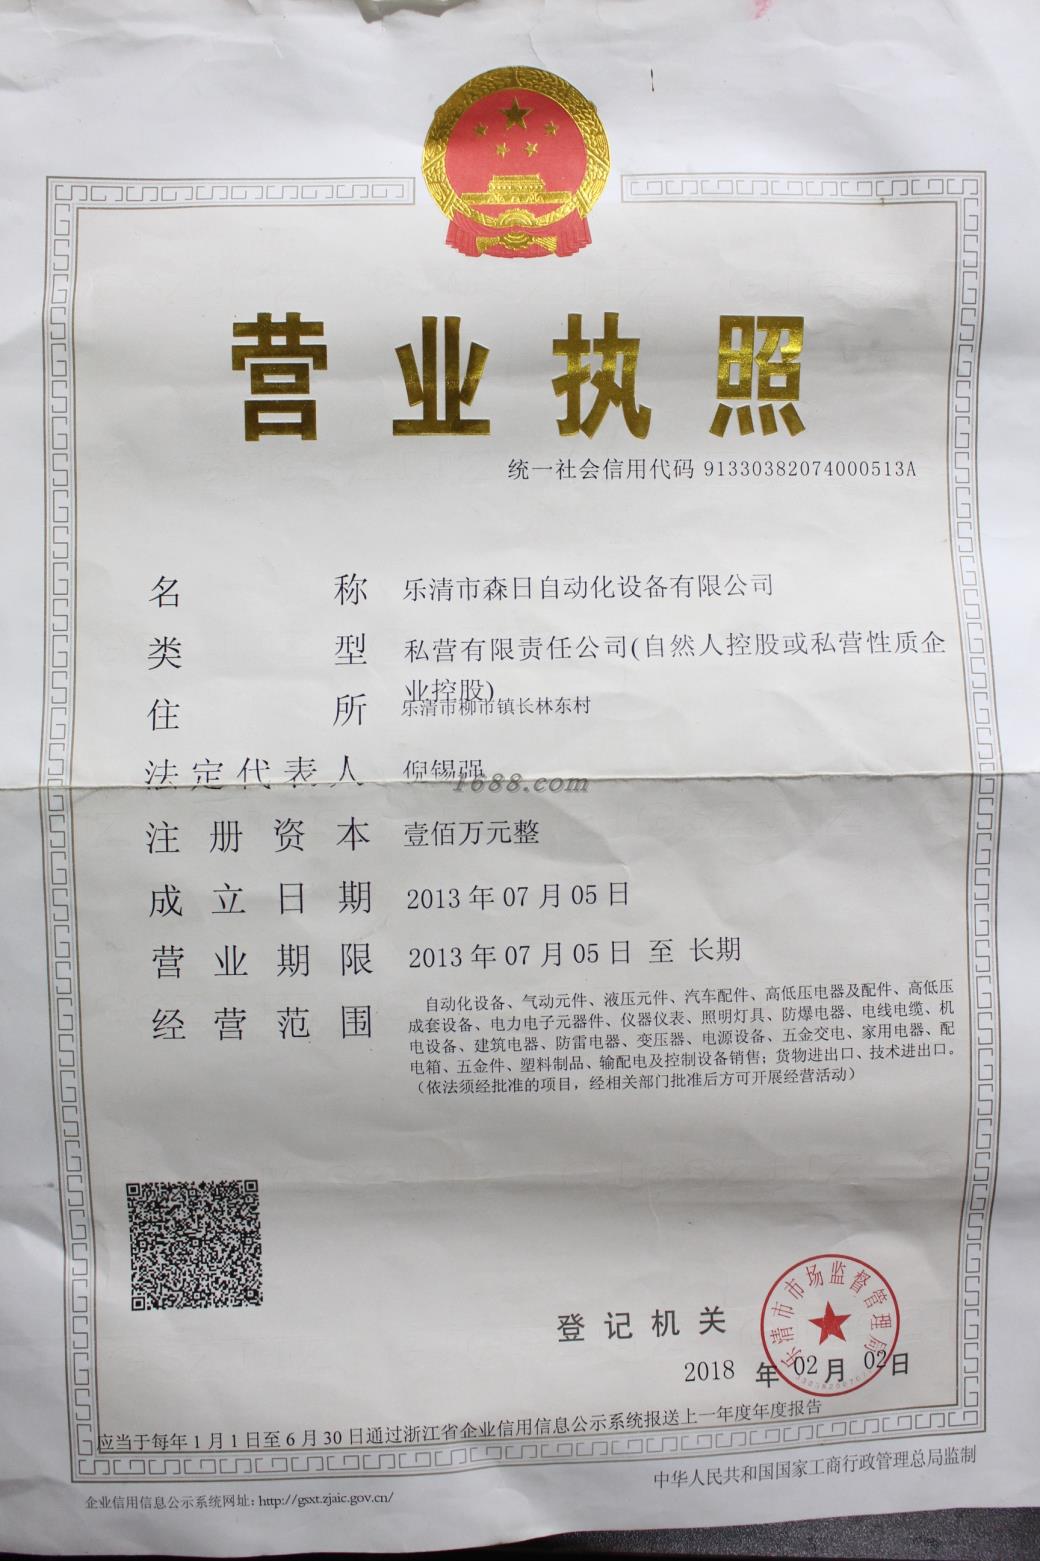 营业执照
统一社会信用代码 91330382074000513A
名称 乐清市森日自动化设备有限公司
类型 私营有限责任公司(自然人控股或私营性质企
业控股)
住所 乐清市柳市镇长林东村
法定代表人 倪锡强
1688.com
注册资本 壹佰万元整
成立日期 2013年07月05日
营业期限 2013年07月05日 至 长期
经营范围 自动化设备、气动元件、液压元件、汽车配件、高低压电器及配件、高低压
成套设备、电力电子元器件、仪器仪表、照明灯具、防爆电器、电线电缆、机
电设备、建筑电器、防雷电器、变压器、电源设备、五金交电、家用电器、配
电箱、五金件、塑料制品、输配电及控制设备销售；货物进出口、技术进出口。
（依法须经批准的项目，经相关部门批准后方可开展经营活动）
乐清市市场监督管理局
登记机关
2018 年 02月 02日
应当于每年1月1日至6月30日通过浙江省企业信用信息公示系统报送上一年度年度报告
中华人民共和国国家工商行政管理总局监制
企业信用信息公示系统网址：http://gsxt.zjaic.gov.cn/